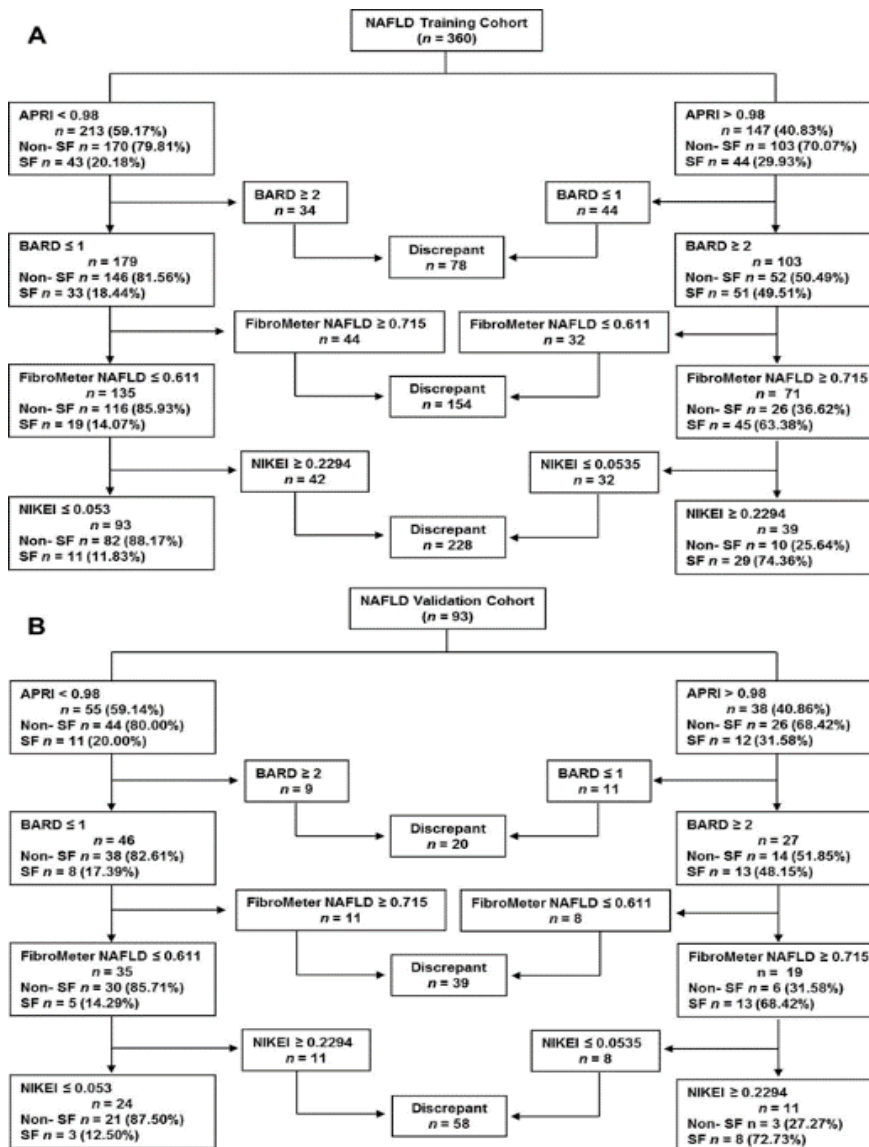 A
NAFLD Training Cohort
(n = 360)
APRI < 0.98
n = 213 (59.17%)
Non- SF n = 170 (79.81%)
SF n = 43 (20.18%)
APRI > 0.98
n = 147 (40.83%)
Non- SF n = 103 (70.07%)
SF n = 44 (29.93%)
BARD ≥ 2
n = 34
BARD ≤ 1
n = 44
Discrepant
n = 78
BARD ≤ 1
n = 179
Non- SF n = 146 (81.56%)
SF n = 33 (18.44%)
BARD ≥ 2
n = 103
Non- SF n = 52 (50.49%)
SF n = 51 (49.51%)
FibroMeter NAFLD ≥ 0.715
n = 44
FibroMeter NAFLD ≤ 0.611
n = 32
Discrepant
n = 154
FibroMeter NAFLD ≤ 0.611
n = 135
Non- SF n = 116 (85.93%)
SF n = 19 (14.07%)
FibroMeter NAFLD ≥ 0.715
n = 71
Non- SF n = 26 (36.62%)
SF n = 45 (63.38%)
NIKEI ≥ 0.2294
n = 42
NIKEI ≤ 0.0535
n = 32
Discrepant
n = 228
NIKEI ≤ 0.053
n = 93
Non- SF n = 82 (88.17%)
SF n = 11 (11.83%)
NIKEI ≥ 0.2294
n = 39
Non- SF n = 10 (25.64%)
SF n = 29 (74.36%)
B
NAFLD Validation Cohort
(n = 93)
APRI < 0.98
n = 55 (59.14%)
Non- SF n = 44 (80.00%)
SF n = 11 (20.00%)
APRI > 0.98
n = 38 (40.86%)
Non- SF n = 26 (68.42%)
SF n = 12 (31.58%)
BARD ≥ 2
n = 9
BARD ≤ 1
n = 11
Discrepant
n = 20
BARD ≤ 1
n = 46
Non- SF n = 38 (82.61%)
SF n = 8 (17.39%)
BARD ≥ 2
n = 27
Non- SF n = 14 (51.85%)
SF n = 13 (48.15%)
FibroMeter NAFLD ≥ 0.715
n = 11
FibroMeter NAFLD ≤ 0.611
n = 8
Discrepant
n = 39
FibroMeter NAFLD ≤ 0.611
n = 35
Non- SF n = 30 (85.71%)
SF n = 5 (14.29%)
FibroMeter NAFLD ≥ 0.715
n = 19
Non- SF n = 6 (31.58%)
SF n = 13 (68.42%)
NIKEI ≥ 0.2294
n = 11
NIKEI ≤ 0.0535
n = 8
Discrepant
n = 58
NIKEI ≤ 0.053
n = 24
Non- SF n = 21 (87.50%)
SF n = 3 (12.50%)
NIKEI ≥ 0.2294
n = 11
Non- SF n = 3 (27.27%)
SF n = 8 (72.73%)